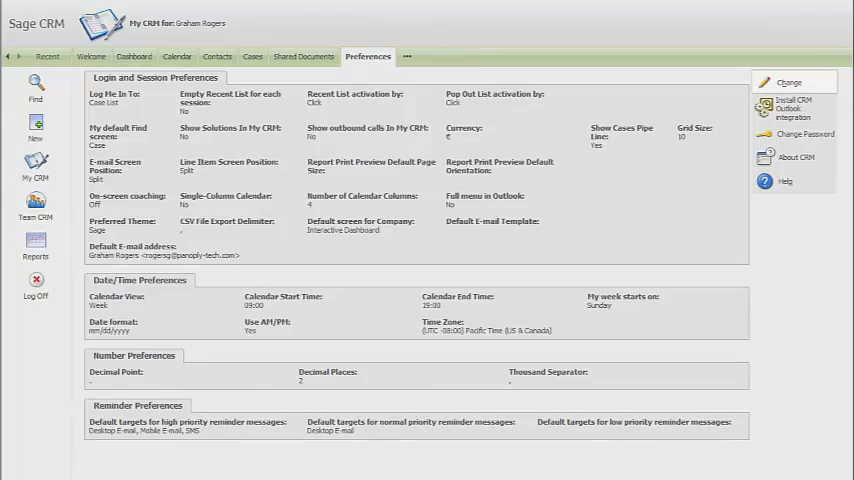 Sage CRM
My CRM for: Graham Rogers
Recent Welcome Dashboard Calendar Contacts Cases Shared Documents Preferences •••
Find
New
My CRM
Team CRM
Reports
Log Off
Login and Session Preferences
Log Me In To: Empty Recent List for each session: Recent List activation by: Pop Out List activation by:
Case List No Click Click
My default Find screen: Show Solutions In My CRM: Show outbound calls In My CRM: Currency: Show Cases Pipe Line: Grid Size:
Case No No € Yes 10
E-mail Screen Position: Line Item Screen Position: Report Print Preview Default Page Size: Report Print Preview Default Orientation:
Split Split
On-screen coaching: Single-Column Calendar: Number of Calendar Columns: Full menu in Outlook:
Off No 4 No
Preferred Theme: CSV File Export Delimiter: Default screen for Company: Default E-mail Template:
Sage , Interactive Dashboard
Default E-mail address:
Graham Rogers <rogersg@panoply-tech.com>
Date/Time Preferences
Calendar View: Calendar Start Time: Calendar End Time: My week starts on:
Week 09:00 19:00 Sunday
Date format: Use AM/PM: Time Zone:
mm/dd/yyyy Yes (UTC -08:00) Pacific Time (US & Canada)
Number Preferences
Decimal Point: Decimal Places: Thousand Separator:
. 2 ,
Reminder Preferences
Default targets for high priority reminder messages: Default targets for normal priority reminder messages: Default targets for low priority reminder messages:
Desktop E-mail, Mobile E-mail, SMS Desktop E-mail
Change
Install CRM
Outlook
integration
Change Password
About CRM
Help